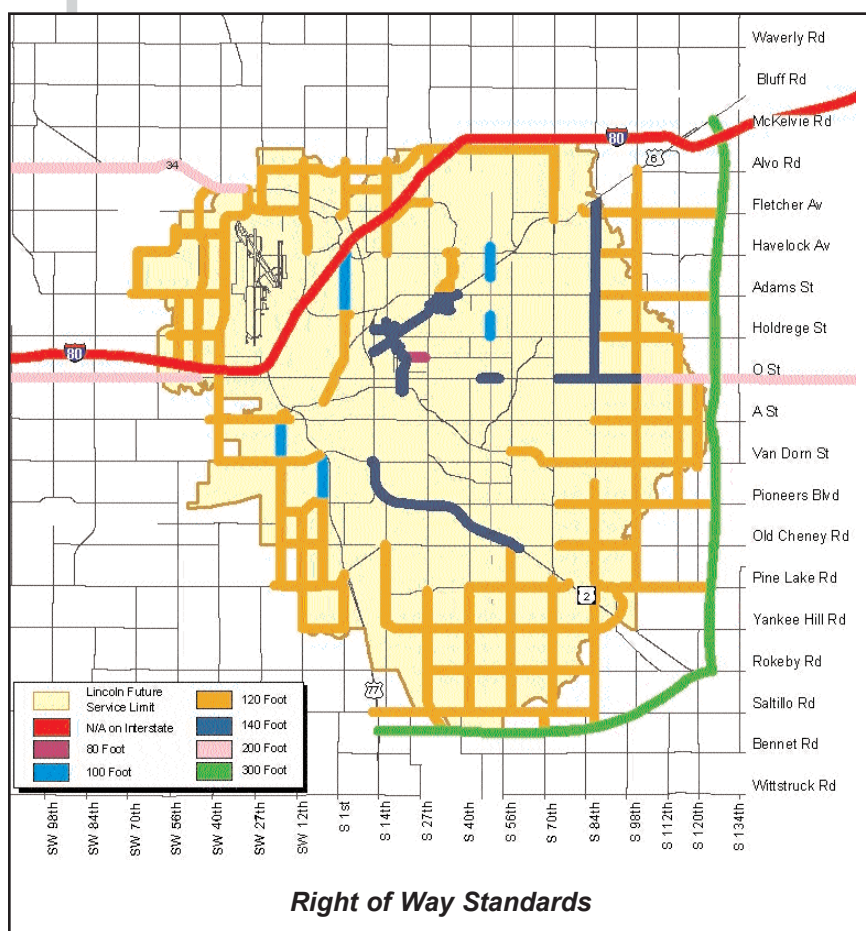 Waverly Rd
Bluff Rd
McKelvie Rd
80
6
Alvo Rd
34
Fletcher Av
Havelock Av
Adams St
Holdrege St
80
O St
A St
Van Dorn St
Pioneers Blvd
Old Cheney Rd
Pine Lake Rd
2
Yankee Hill Rd
Rokeby Rd
77
Saltillo Rd
Bennet Rd
Wittstruck Rd
Lincoln Future
Service Limit
N/A on Interstate
80 Foot
100 Foot
120 Foot
140 Foot
200 Foot
300 Foot
SW 98th
SW 84th
SW 70th
SW 56th
SW 40th
SW 27th
SW 12th
S 1st
S 14th
S 27th
S 40th
S 56th
S 70th
S 84th
S 98th
S 112th
S 120th
S 134th
Right of Way Standards